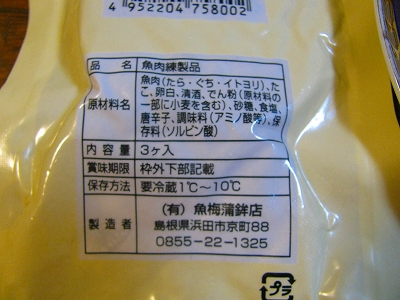 4 952204 758002
品名 魚肉練製品
原材料名 魚肉(たら・ぐち・イトヨリ)、た
こ、卵白、清酒、でん粉(原材料の
一部に小麦を含む)、砂糖、食塩、
唐辛子、調味料(アミノ酸等)、保
存料(ソルビン酸)
内容量 3ヶ入
賞味期限 枠外下部記載
保存方法 要冷蔵1℃〜10℃
製造者 (有) 魚梅蒲鉾店
島根県浜田市京町88
0855-22-1325
プラ